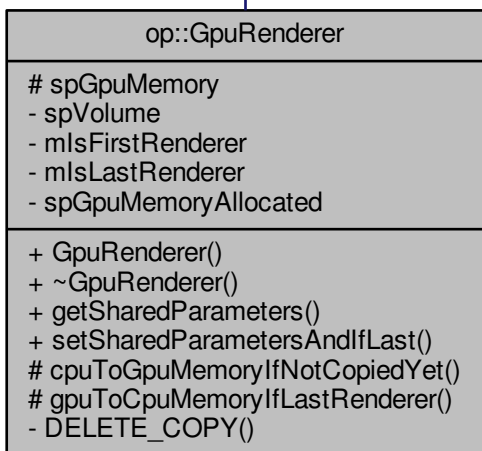 op::GpuRenderer
# spGpuMemory
- spVolume
- mIsFirstRenderer
- mIsLastRenderer
- spGpuMemoryAllocated
+ GpuRenderer()
+ ~GpuRenderer()
+ getSharedParameters()
+ setSharedParametersAndIfLast()
# cpuToGpuMemoryIfNotCopiedYet()
# gpuToCpuMemoryIfLastRenderer()
- DELETE_COPY()